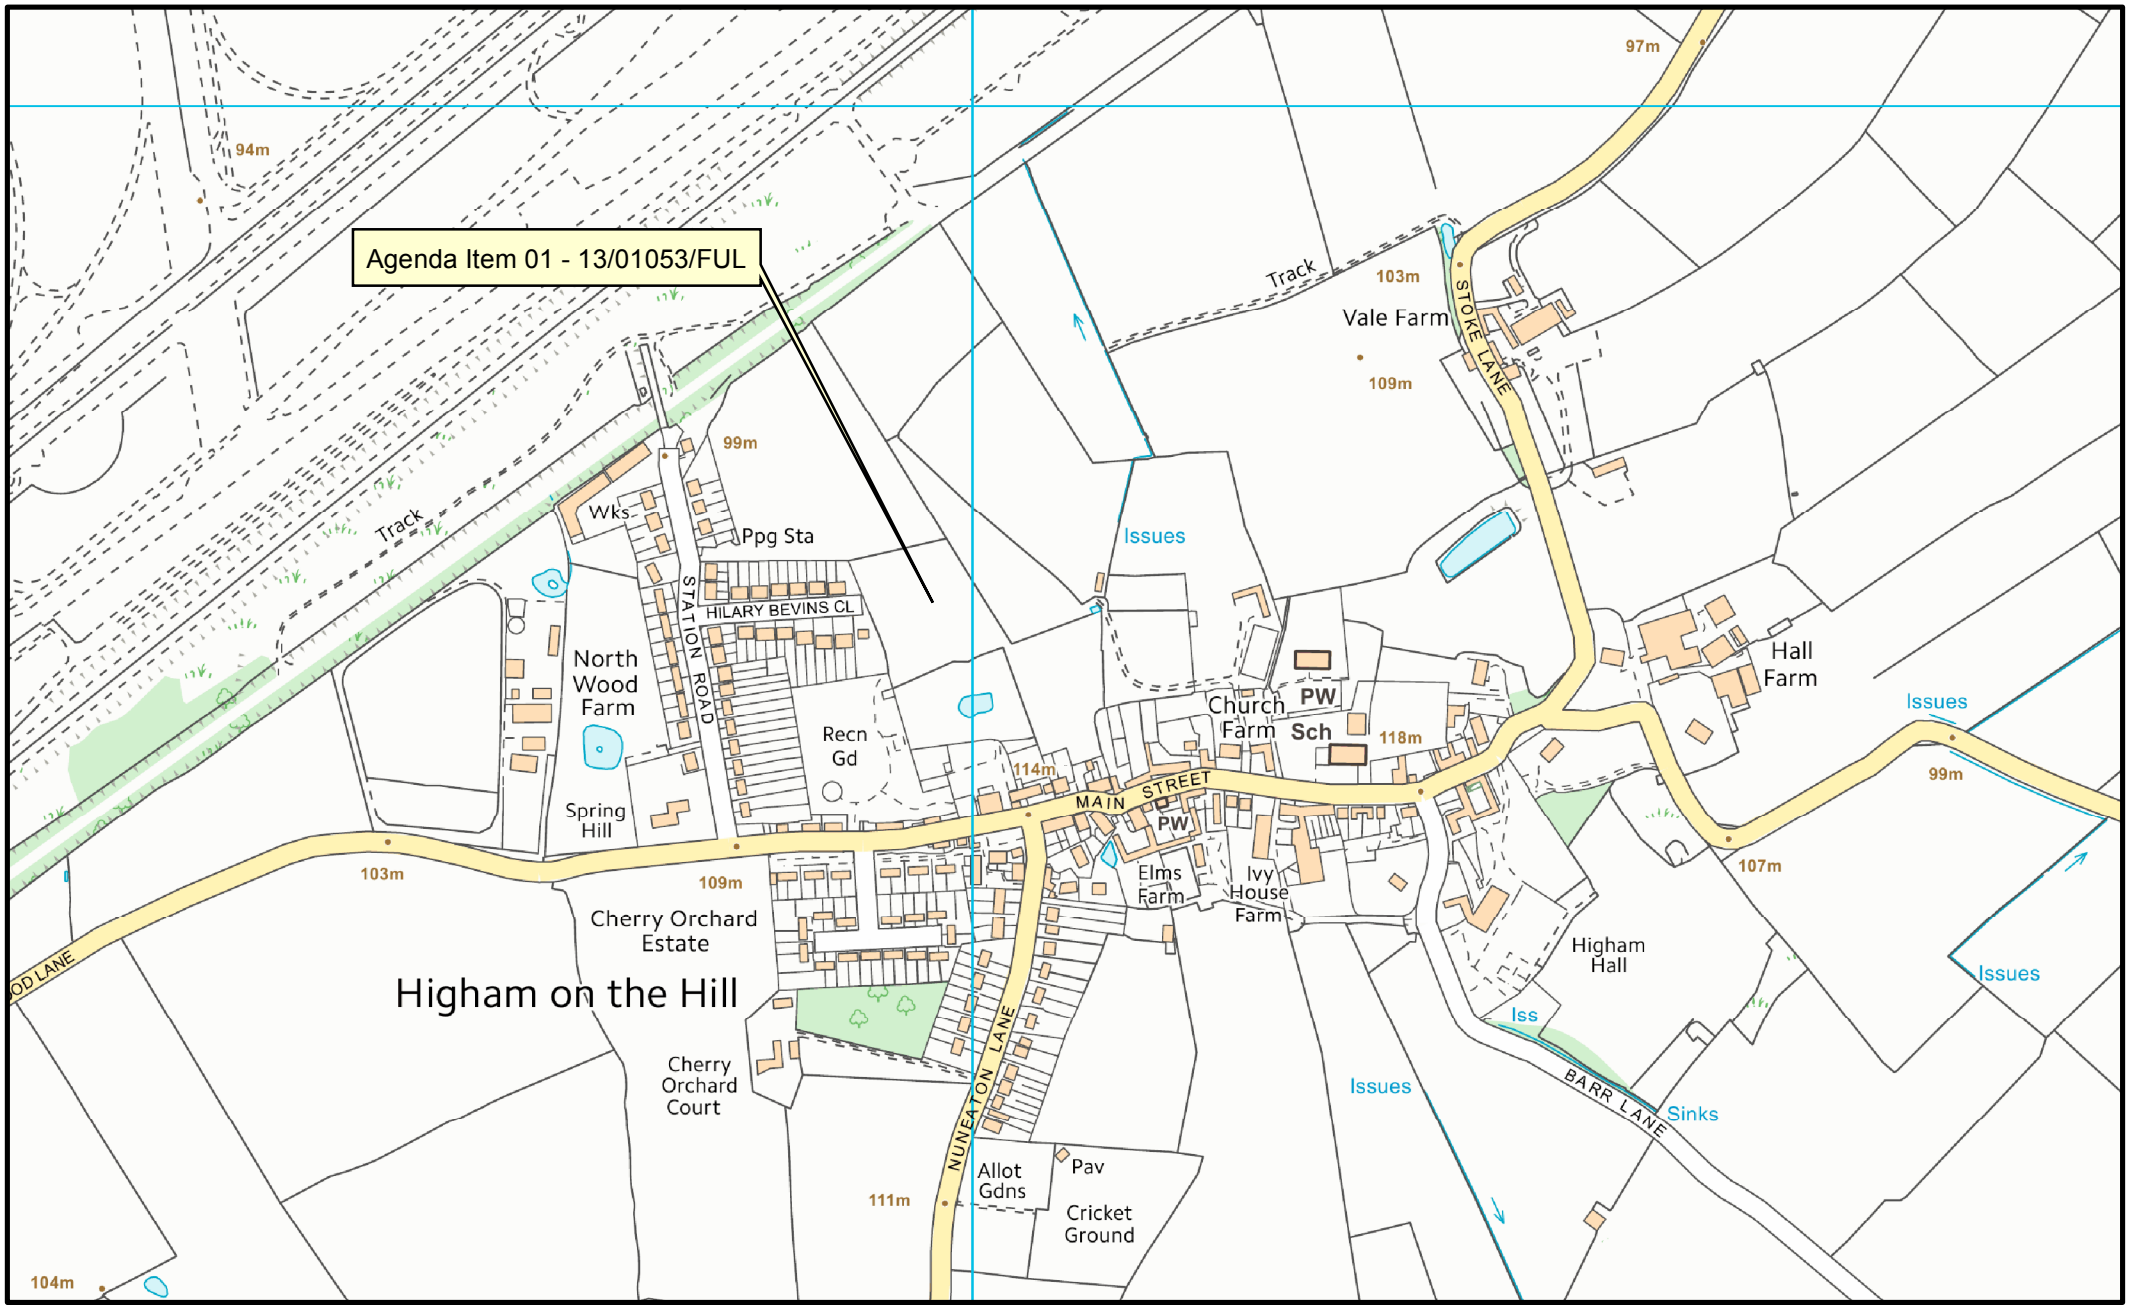 97m
94m
Agenda Item 01 - 13/01053/FUL
Track
103m
Vale Farm
STOKE LANE
109m
99m
Wks
Track
Ppg Sta
Issues
STATION ROAD
HILARY BEVINS CL
North
Wood
Farm
Hall
Farm
Church
Farm
PW
Sch
118m
Issues
Recn
Gd
114m
MAIN STREET
99m
Spring
Hill
PW
103m
109m
107m
Elms
Farm
Ivy
House
Farm
Cherry Orchard
Estate
Higham
Hall
Issues
OOD LANE
Higham on the Hill
Iss
NUNEATON LANE
Cherry
Orchard
Court
Issues
BARR LANE
Sinks
Allot
Gdns
Pav
111m
Cricket
Ground
104m